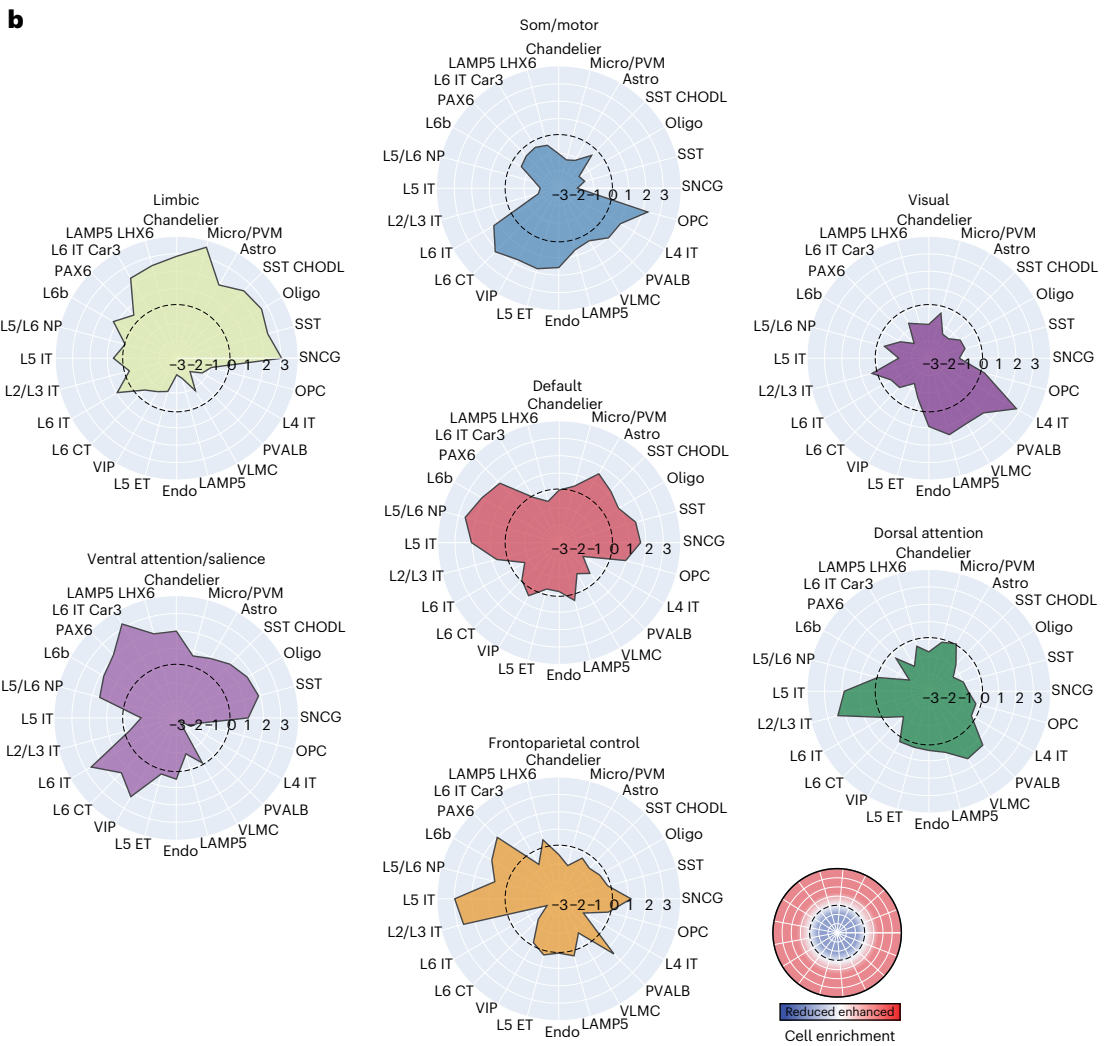 b
Som/motor
Chandelier
LAMP5 LHX6
Micro/PVM
L6 IT Car3
Astro
PAX6
SST CHODL
L6b
Oligo
L5/L6 NP
SST
L5 IT
–3 –2 –1 0 1 2 3
SNCG
L2/L3 IT
OPC
L6 IT
L4 IT
L6 CT
PVALB
VIP
VLMC
L5 ET
LAMP5
Endo
Limbic
Chandelier
LAMP5 LHX6
Micro/PVM
L6 IT Car3
Astro
PAX6
SST CHODL
L6b
Oligo
L5/L6 NP
SST
L5 IT
–3 –2 –1 0 1 2 3
SNCG
L2/L3 IT
OPC
L6 IT
L4 IT
L6 CT
PVALB
VIP
VLMC
L5 ET
LAMP5
Endo
Visual
Chandelier
LAMP5 LHX6
Micro/PVM
L6 IT Car3
Astro
PAX6
SST CHODL
L6b
Oligo
L5/L6 NP
SST
L5 IT
–3 –2 –1 0 1 2 3
SNCG
L2/L3 IT
OPC
L6 IT
L4 IT
L6 CT
PVALB
VIP
VLMC
L5 ET
LAMP5
Endo
Default
Chandelier
LAMP5 LHX6
Micro/PVM
L6 IT Car3
Astro
PAX6
SST CHODL
L6b
Oligo
L5/L6 NP
SST
L5 IT
–3 –2 –1 0 1 2 3
SNCG
L2/L3 IT
OPC
L6 IT
L4 IT
L6 CT
PVALB
VIP
VLMC
L5 ET
LAMP5
Endo
Ventral attention/salience
Chandelier
LAMP5 LHX6
Micro/PVM
L6 IT Car3
Astro
PAX6
SST CHODL
L6b
Oligo
L5/L6 NP
SST
L5 IT
–3 –2 –1 0 1 2 3
SNCG
L2/L3 IT
OPC
L6 IT
L4 IT
L6 CT
PVALB
VIP
VLMC
L5 ET
LAMP5
Endo
Dorsal attention
Chandelier
LAMP5 LHX6
Micro/PVM
L6 IT Car3
Astro
PAX6
SST CHODL
L6b
Oligo
L5/L6 NP
SST
L5 IT
–3 –2 –1 0 1 2 3
SNCG
L2/L3 IT
OPC
L6 IT
L4 IT
L6 CT
PVALB
VIP
VLMC
L5 ET
LAMP5
Endo
Frontoparietal control
Chandelier
LAMP5 LHX6
Micro/PVM
L6 IT Car3
Astro
PAX6
SST CHODL
L6b
Oligo
L5/L6 NP
SST
L5 IT
–3 –2 –1 0 1 2 3
SNCG
L2/L3 IT
OPC
L6 IT
L4 IT
L6 CT
PVALB
VIP
VLMC
L5 ET
LAMP5
Endo
Reduced enhanced
Cell enrichment